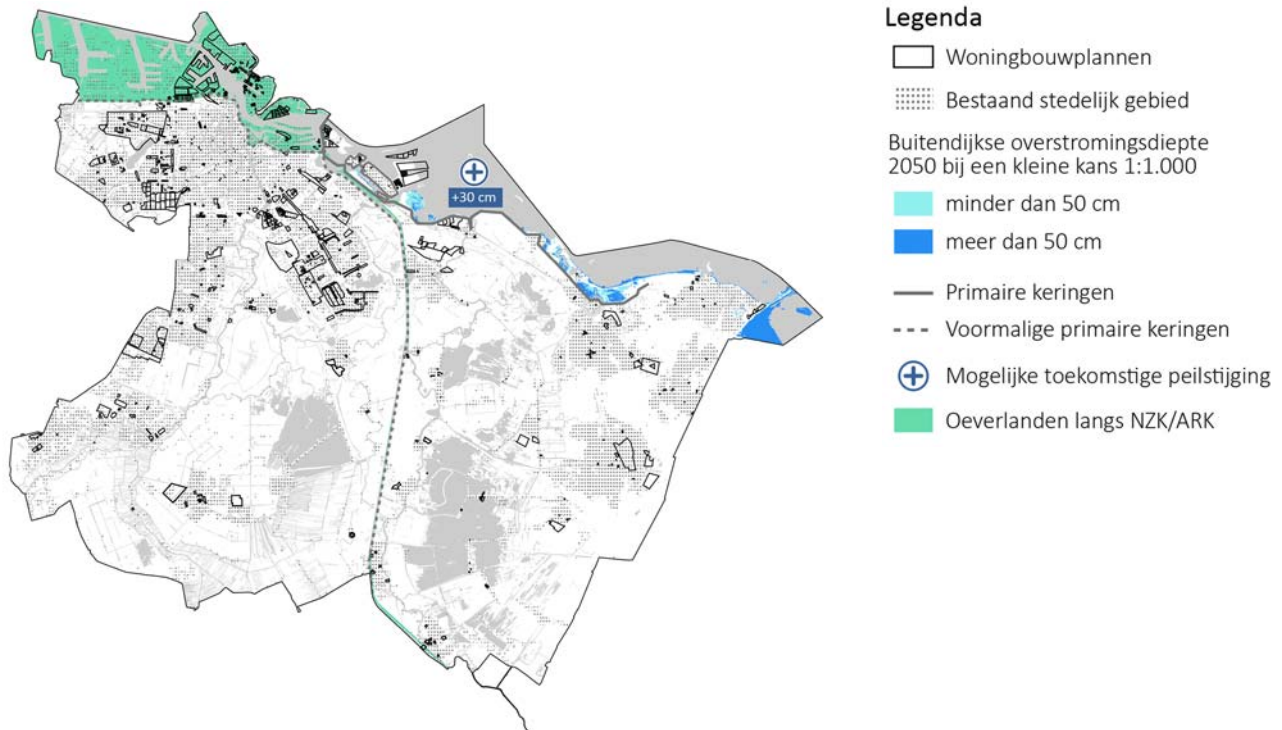 Legenda
Woningbouwplannen
Bestaand stedelijk gebied
Buitendijkse overstromingsdiepte
2050 bij een kleine kans 1:1.000
minder dan 50 cm
meer dan 50 cm
Primaire keringen
Voormalige primaire keringen
Mogelijke toekomstige peilstijging
Oeverlanden langs NZK/ARK
+30 cm